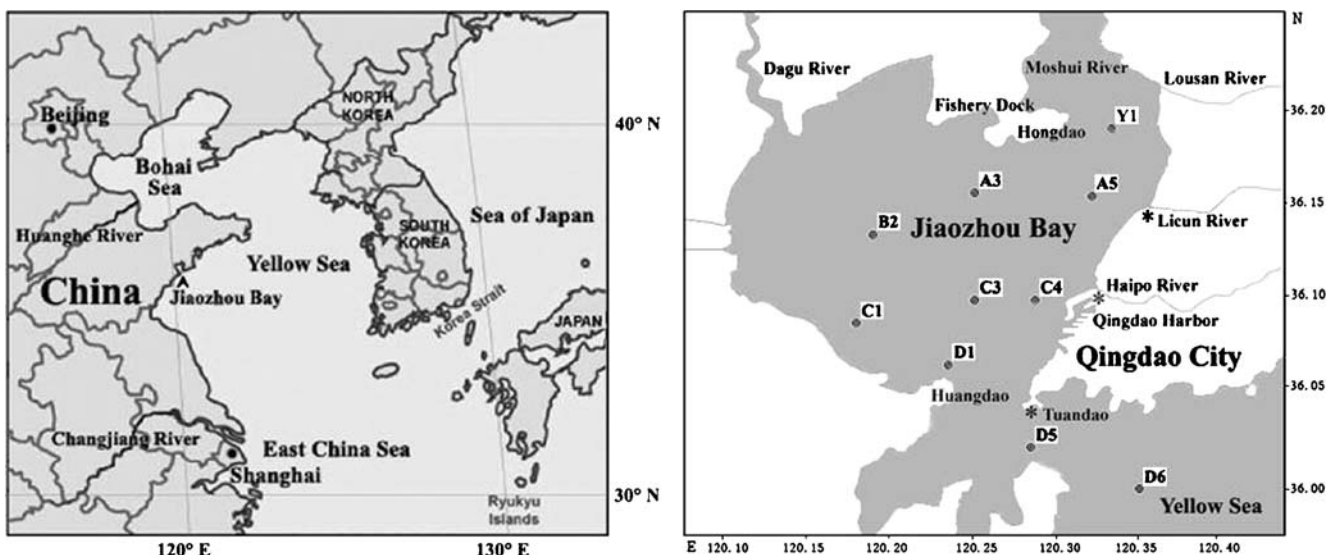 Beijing
NORTH
KOREA
40° N
Bohai
Sea
Huanghe River
SOUTH
KOREA
Sea of Japan
Yellow Sea
China
Jiaozhou Bay
Korea Strait
JAPAN
Changjiang River
East China Sea
Shanghai
Ryukyu
Islands
30° N
120° E
130° E
N
Dagu River
Moshui River
Lousan River
Fishery Dock
Hongdao
Y1
36.20
A3
A5
B2
Jiaozhou Bay
* Licun River
36.15
C3
C4
Haipo River
*
Qingdao Harbor
36.10
C1
D1
Qingdao City
Huangdao
36.05
* Tuandao
D5
D6
Yellow Sea
36.00
E 120.10 120.20 120.25 120.30 120.35 120.40